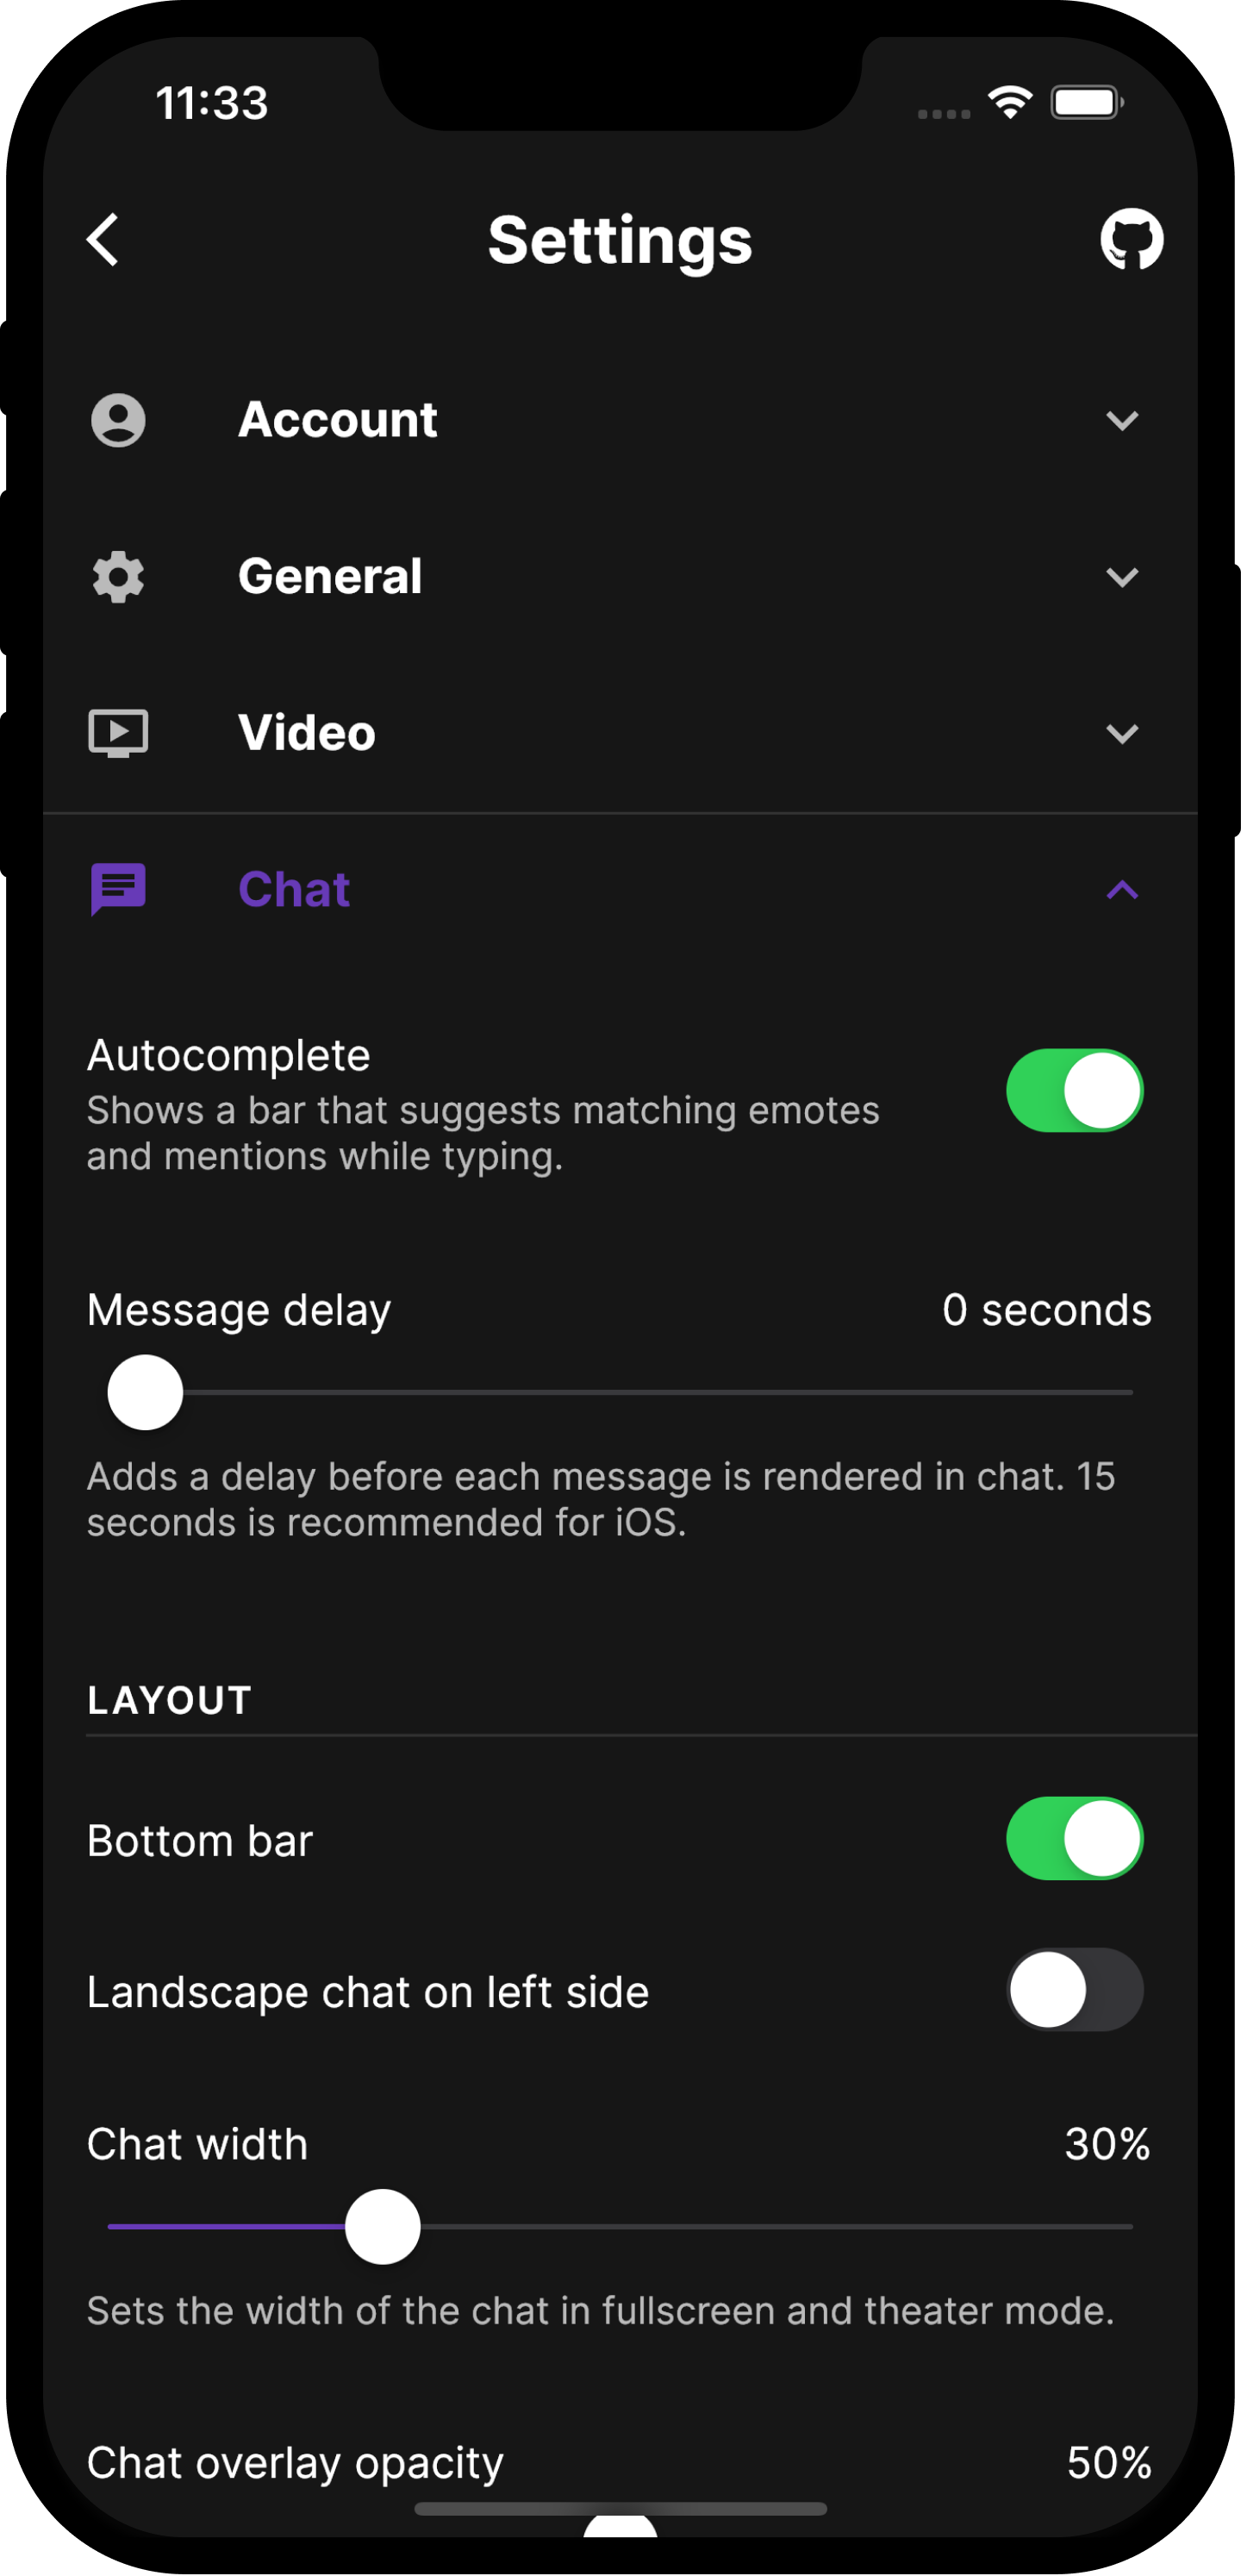 11:33
Settings
Account
General
Video
Chat
Autocomplete
Shows a bar that suggests matching emotes
and mentions while typing.
Message delay 0 seconds
Adds a delay before each message is rendered in chat. 15
seconds is recommended for iOS.
LAYOUT
Bottom bar
Landscape chat on left side
Chat width 30%
Sets the width of the chat in fullscreen and theater mode.
Chat overlay opacity 50%